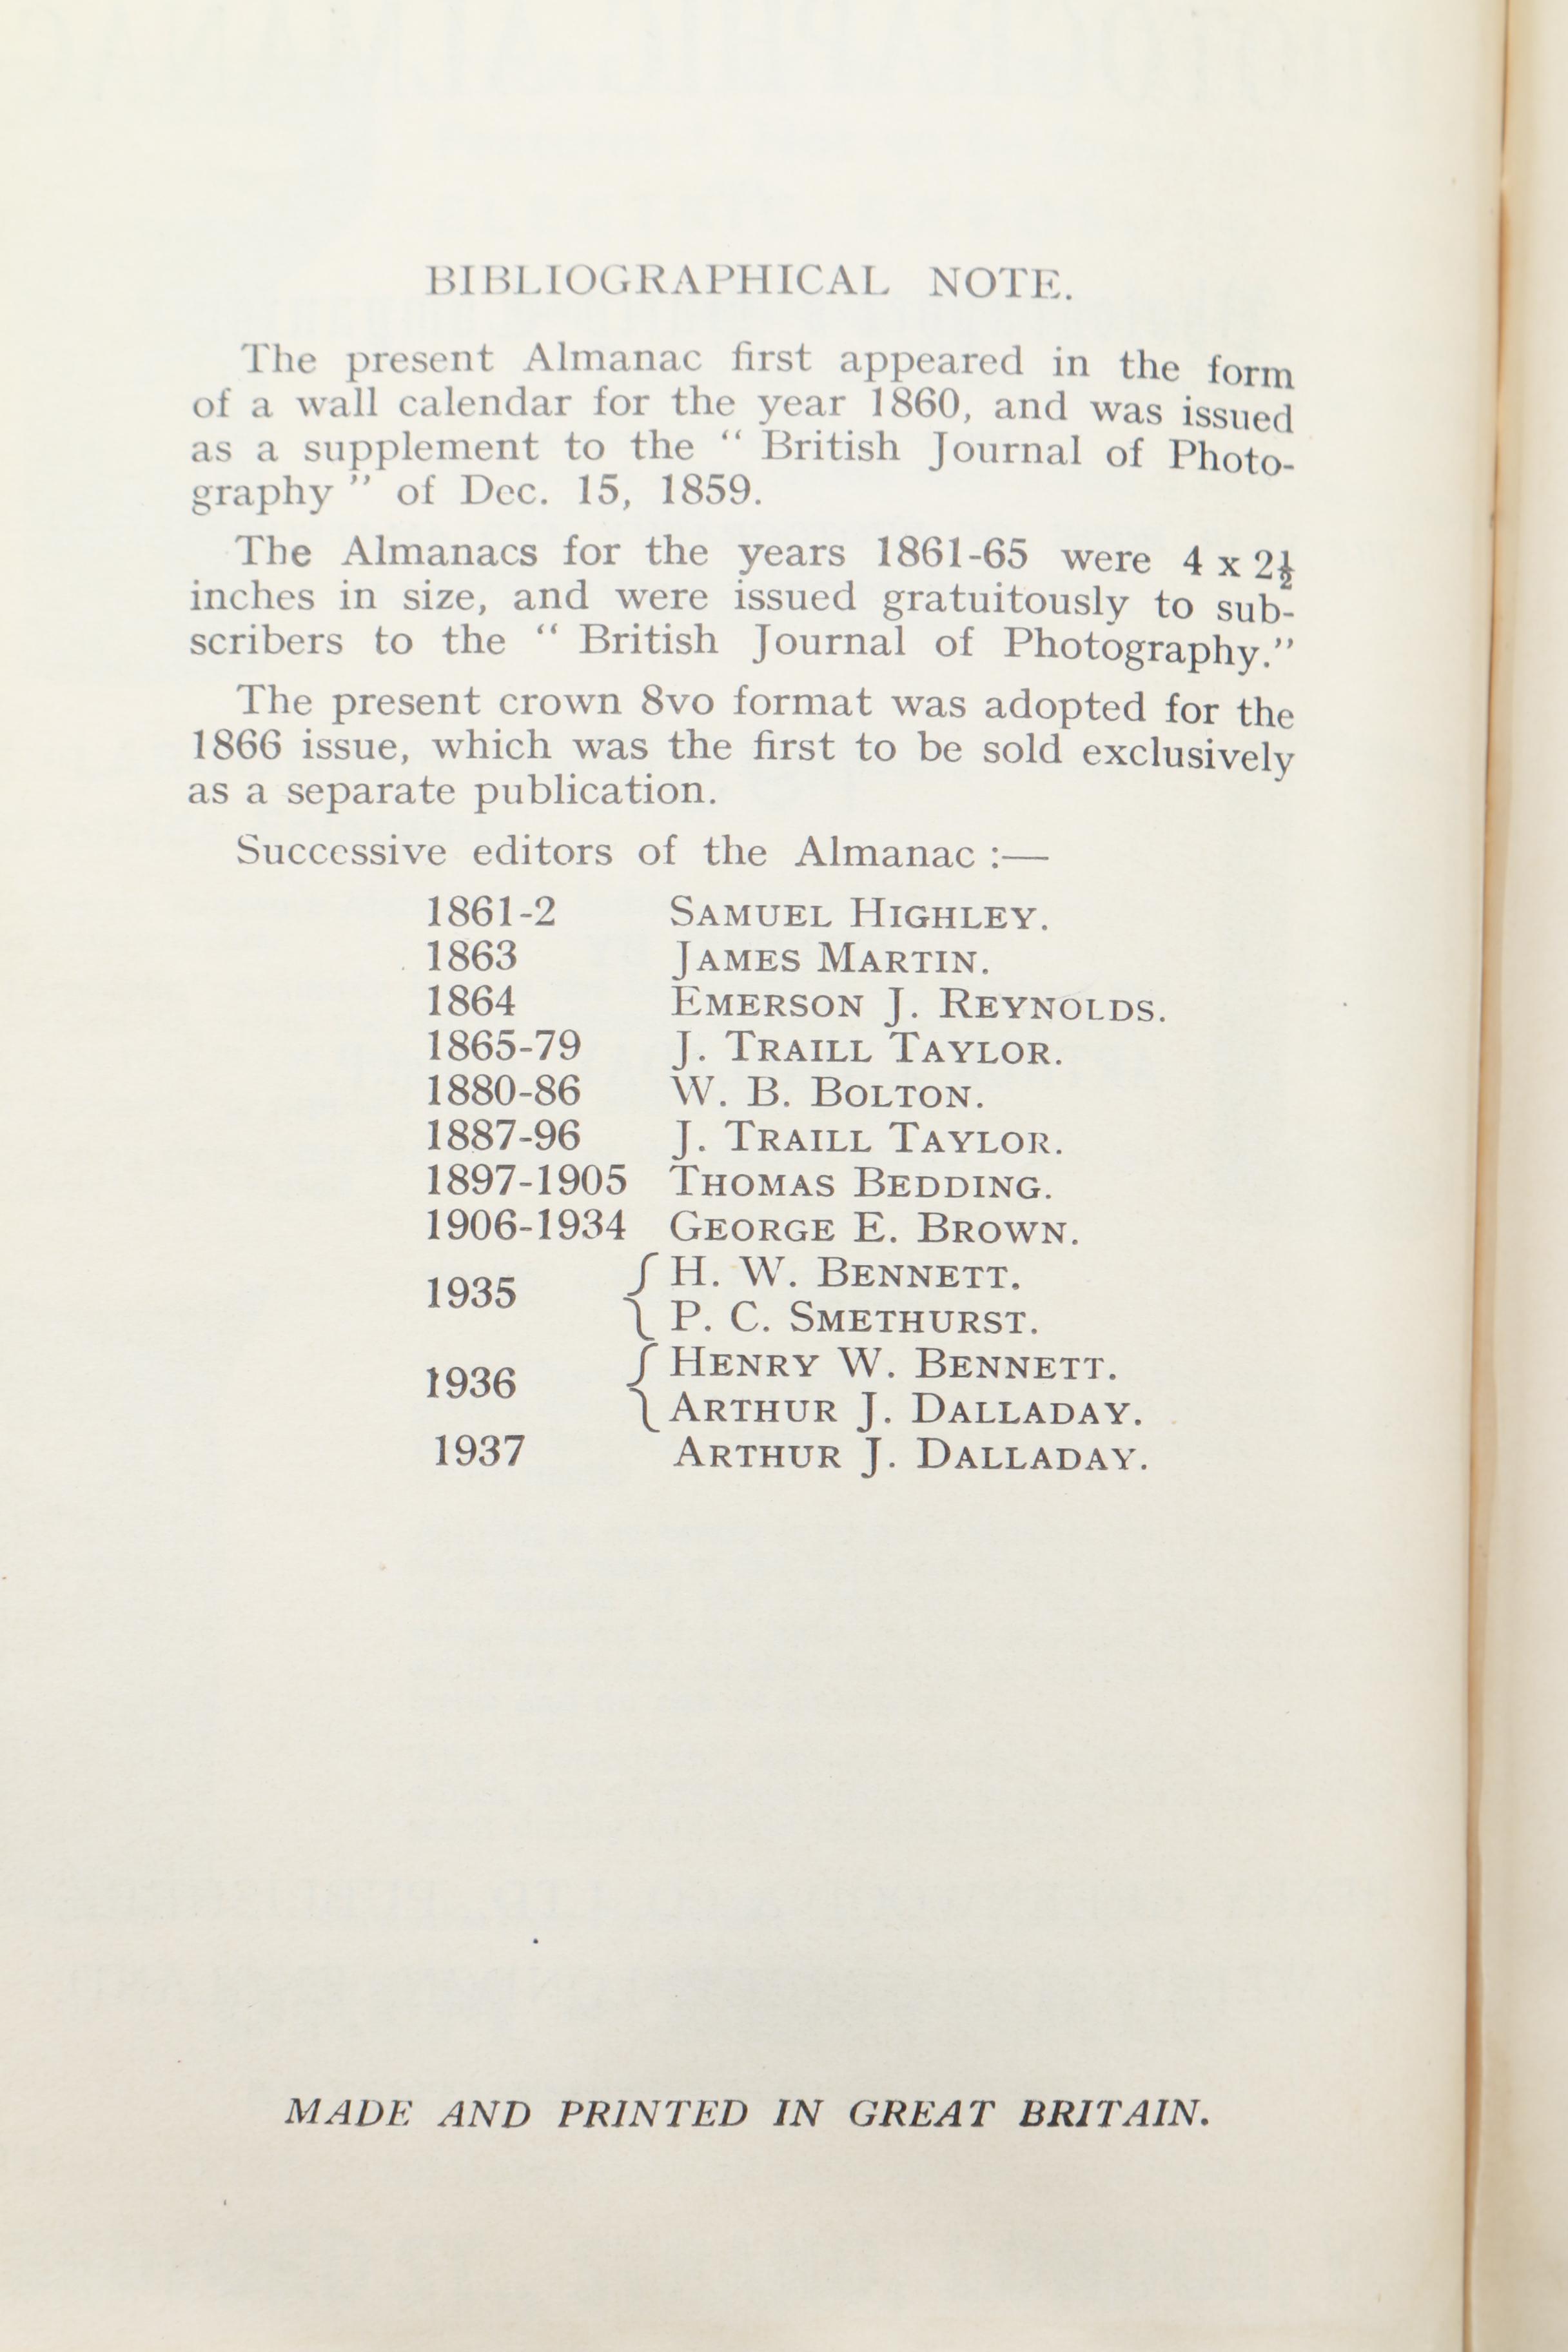 BIBLIOGRAPHICAL NOTE.
The present Almanac first appeared in the form
of a wall calendar for the year 1860, and was issued
as a supplement to the “ British Journal of Photo-
graphy ” of Dec. 15, 1859.
The Almanacs for the years 1861-65 were 4 x 2½
inches in size, and were issued gratuitously to sub-
scribers to the “ British Journal of Photography.”
The present crown 8vo format was adopted for the
1866 issue, which was the first to be sold exclusively
as a separate publication.
Successive editors of the Almanac :—
1861-2 SAMUEL HIGHLEY.
1863 JAMES MARTIN.
1864 EMERSON J. REYNOLDS.
1865-79 J. TRAILL TAYLOR.
1880-86 W. B. BOLTON.
1887-96 J. TRAILL TAYLOR.
1897-1905 THOMAS BEDDING.
1906-1934 GEORGE E. BROWN.
1935 { H. W. BENNETT.
P. C. SMETHURST.
1936 { HENRY W. BENNETT.
ARTHUR J. DALLADAY.
1937 ARTHUR J. DALLADAY.
MADE AND PRINTED IN GREAT BRITAIN.